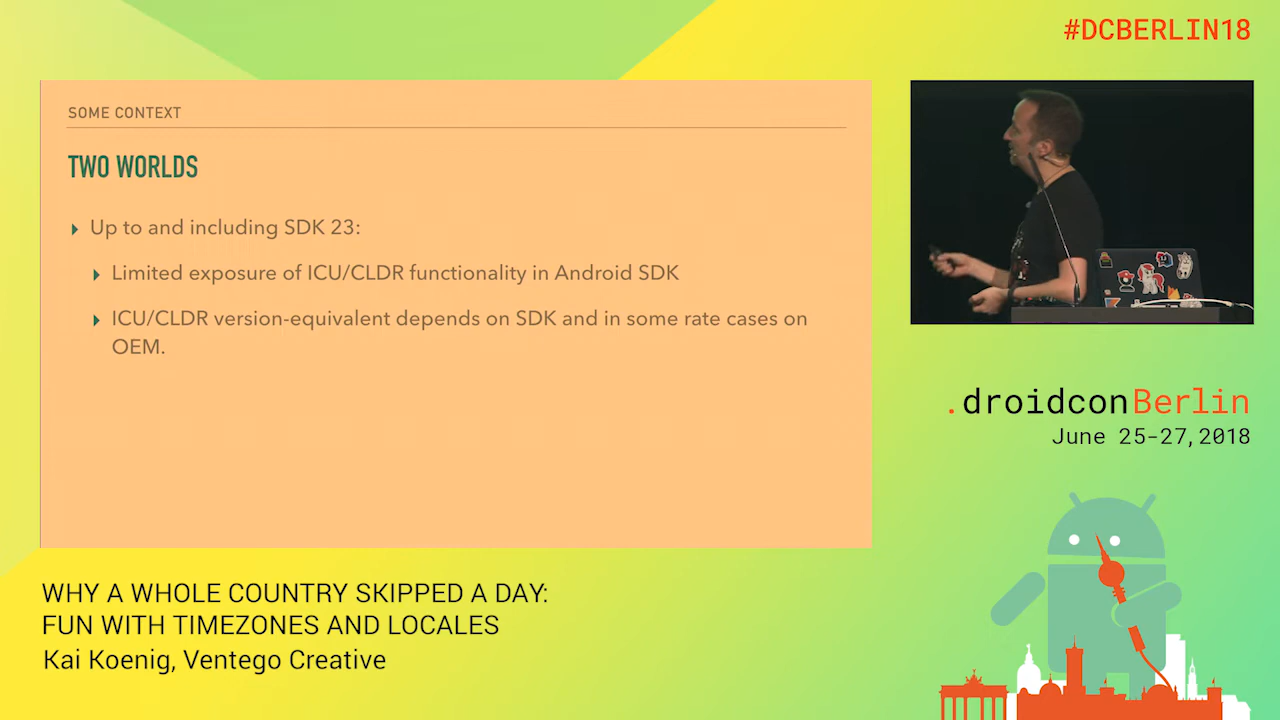 #DCBERLIN18
SOME CONTEXT
TWO WORLDS
Up to and including SDK 23:
Limited exposure of ICU/CLDR functionality in Android SDK
ICU/CLDR version-equivalent depends on SDK and in some rate cases on
OEM.
.droidconBerlin
June 25-27,2018
WHY A WHOLE COUNTRY SKIPPED A DAY:
FUN WITH TIMEZONES AND LOCALES
Kai Koenig, Ventego Creative